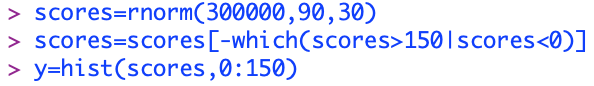 > scores=rnorm(300000,90,30)
> scores=scores[-which(scores>150|scores<0)]
> y=hist(scores,0:150)